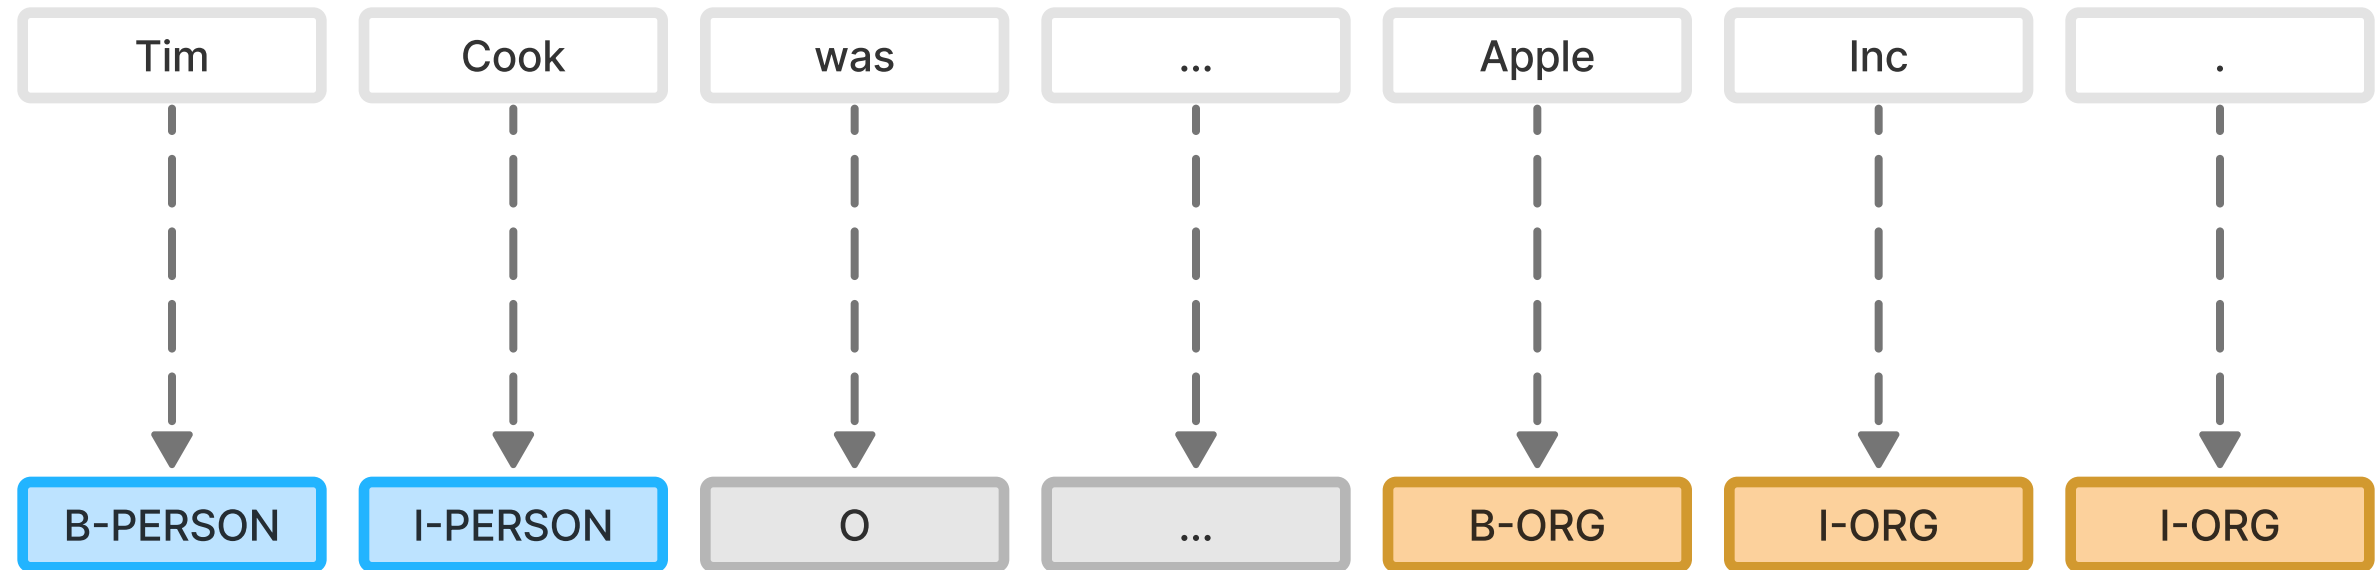 Tim Cook was ... Apple Inc .
B-PERSON I-PERSON O ... B-ORG I-ORG I-ORG